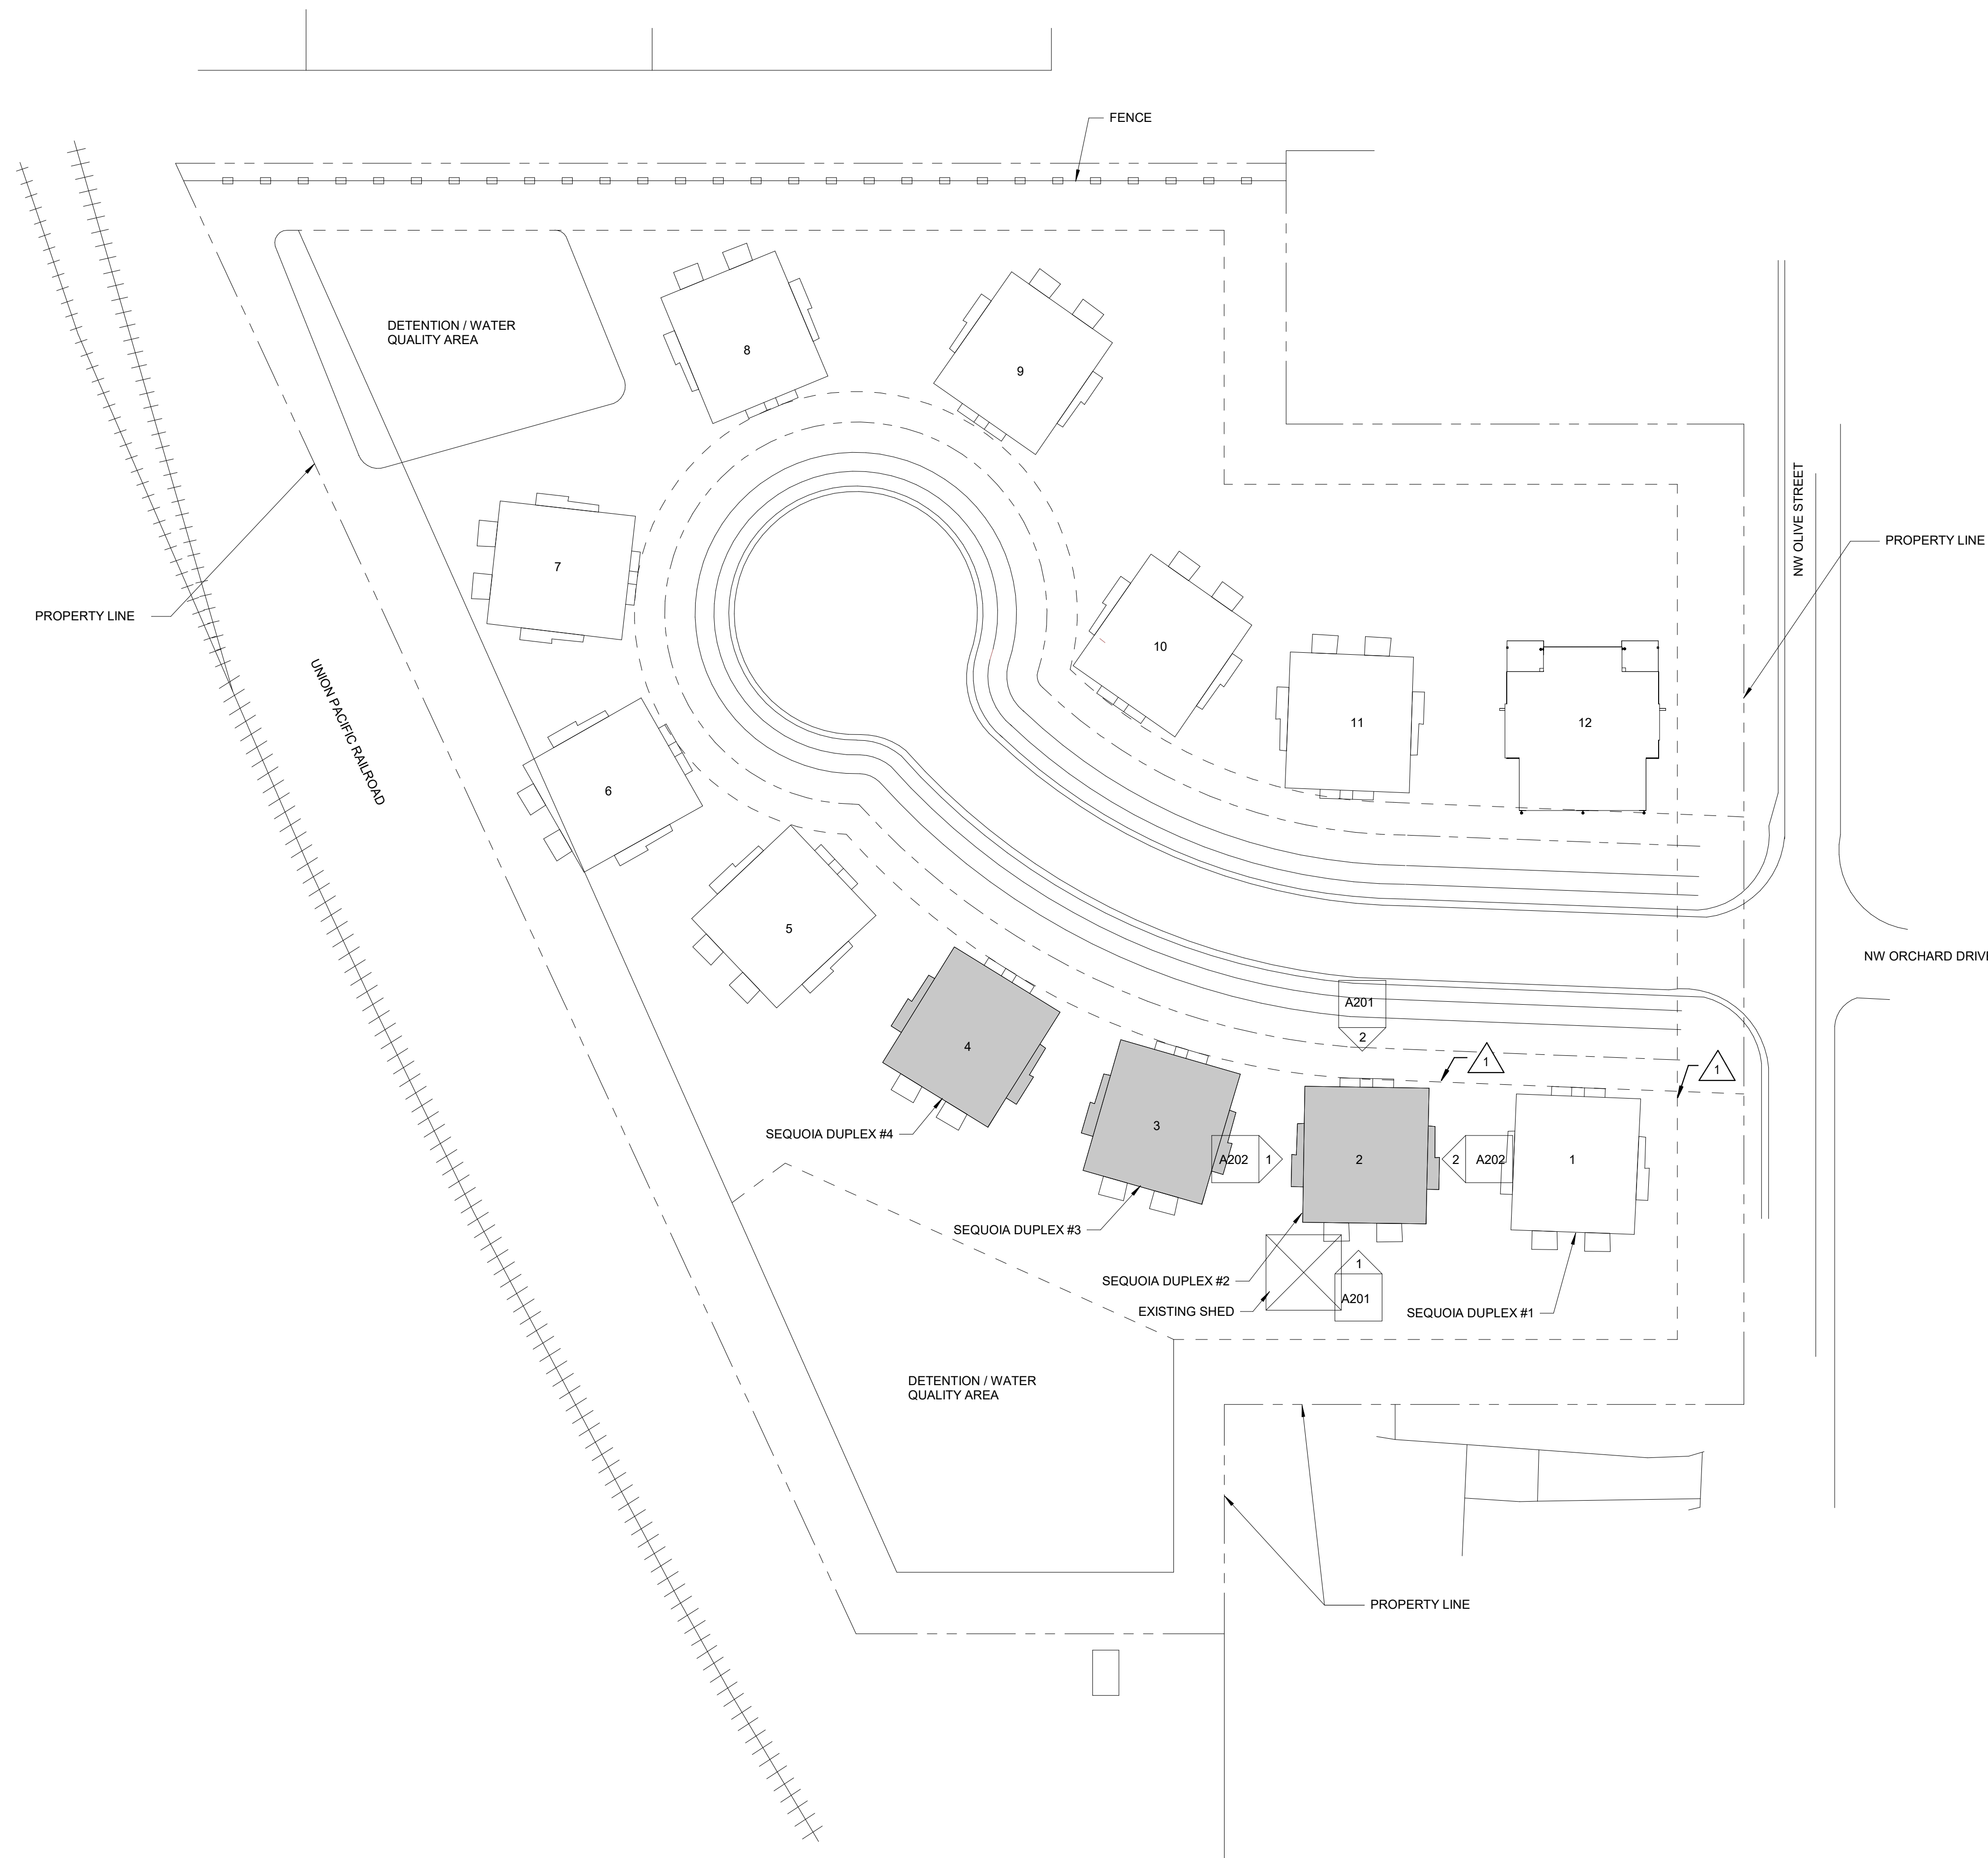 FENCE
DETENTION / WATER
QUALITY AREA
8
9
NW OLIVE STREET
PROPERTY LINE
7
PROPERTY LINE
10
UNION PACIFIC RAILROAD
11
12
6
5
NW ORCHARD DRIV
A201
2
4
1
1
3
SEQUOIA DUPLEX #4
A202
1
2
2
A202
1
SEQUOIA DUPLEX #3
1
SEQUOIA DUPLEX #2
A201
EXISTING SHED
SEQUOIA DUPLEX #1
DETENTION / WATER
QUALITY AREA
PROPERTY LINE